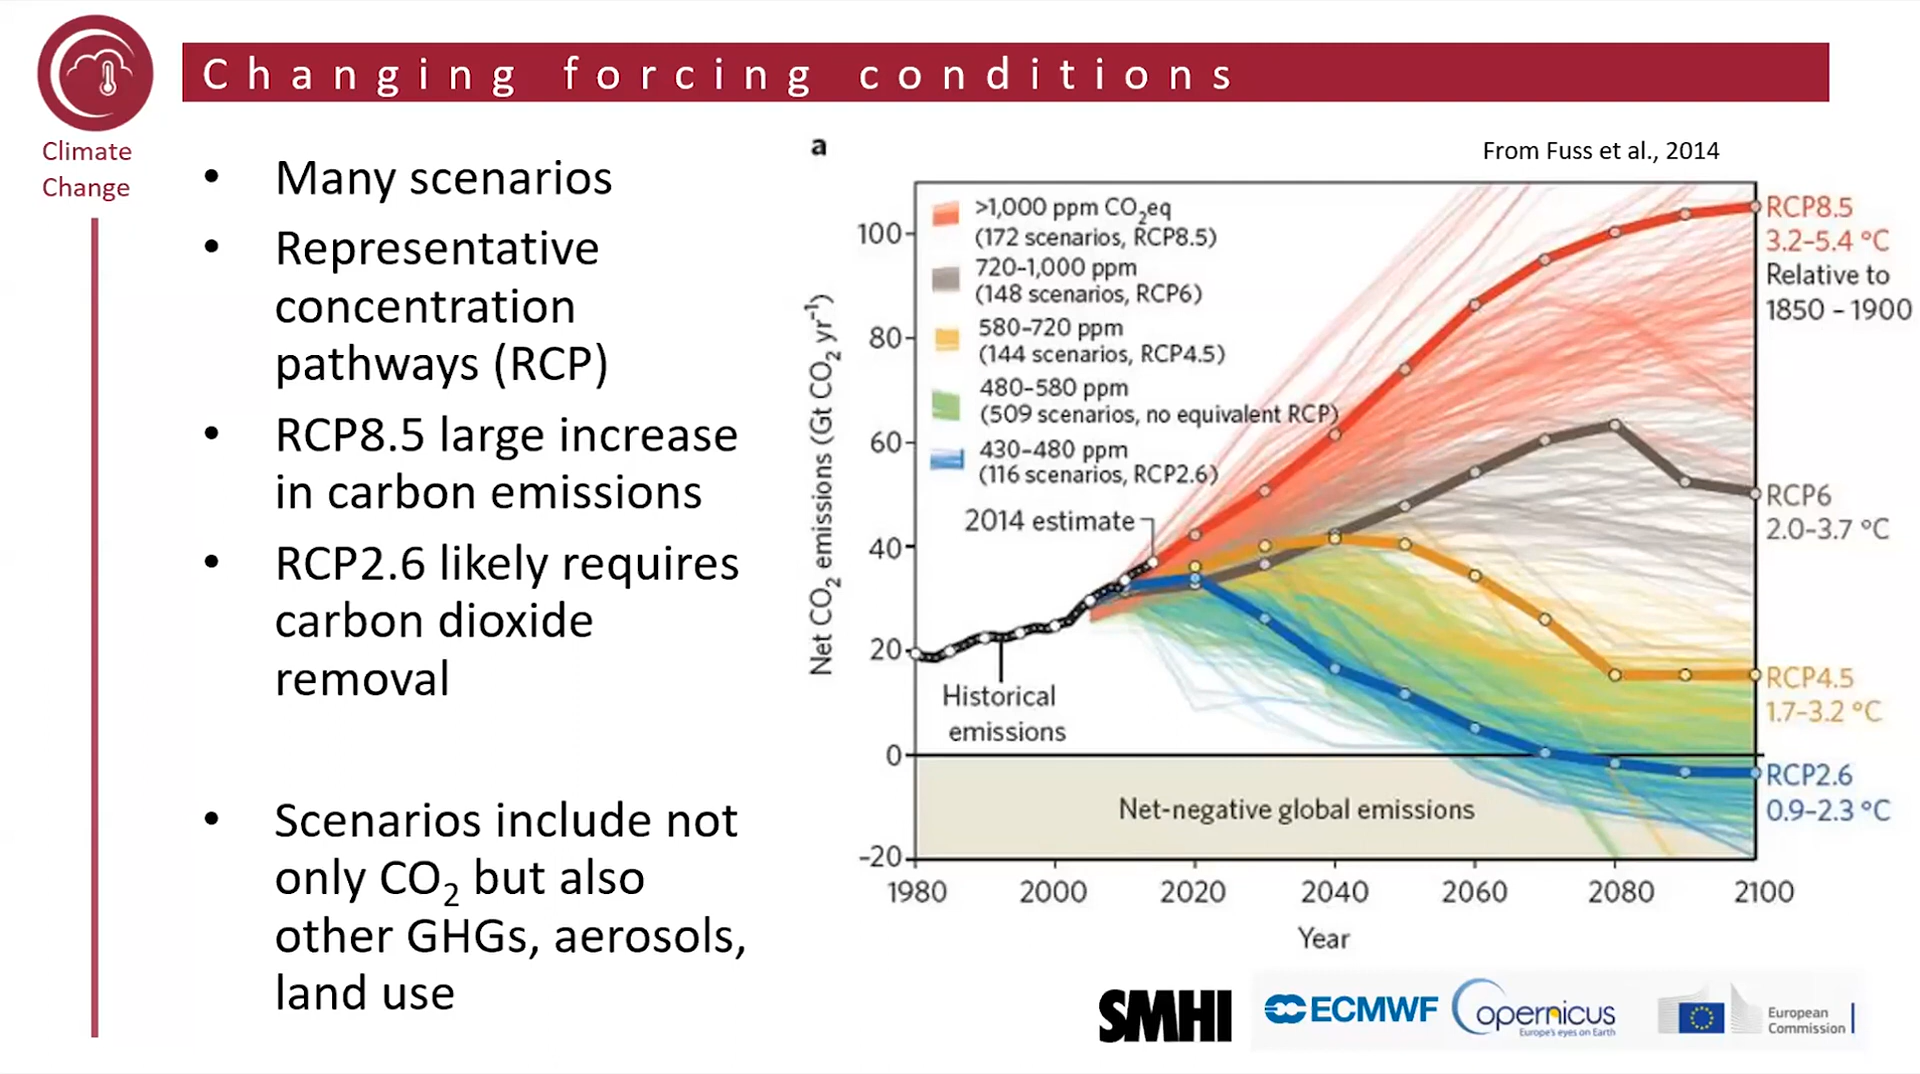 Changing forcing conditions
Climate
Change
• Many scenarios
• Representative
concentration
pathways (RCP)
• RCP8.5 large increase
in carbon emissions
• RCP2.6 likely requires
carbon dioxide
removal
• Scenarios include not
only CO₂ but also
other GHGs, aerosols,
land use
a
From Fuss et al., 2014
>1,000 ppm CO₂eq
(172 scenarios, RCP8.5)
720–1,000 ppm
(148 scenarios, RCP6)
580–720 ppm
(144 scenarios, RCP4.5)
480–580 ppm
(509 scenarios, no equivalent RCP)
430–480 ppm
(116 scenarios, RCP2.6)
2014 estimate
Historical
emissions
Net-negative global emissions
Net CO₂ emissions (Gt CO₂ yr⁻¹)
100
80
60
40
20
0
–20
1980 2000 2020 2040 2060 2080 2100
Year
RCP8.5
3.2–5.4 °C
Relative to
1850 – 1900
RCP6
2.0–3.7 °C
RCP4.5
1.7–3.2 °C
RCP2.6
0.9–2.3 °C
SMHI
ECMWF
Copernicus
Europe's eyes on Earth
European
Commission